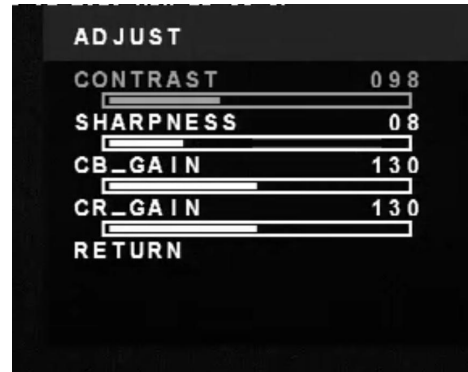 ADJUST
CONTRAST 098
SHARPNESS 08
CB_GAIN 130
CR_GAIN 130
RETURN